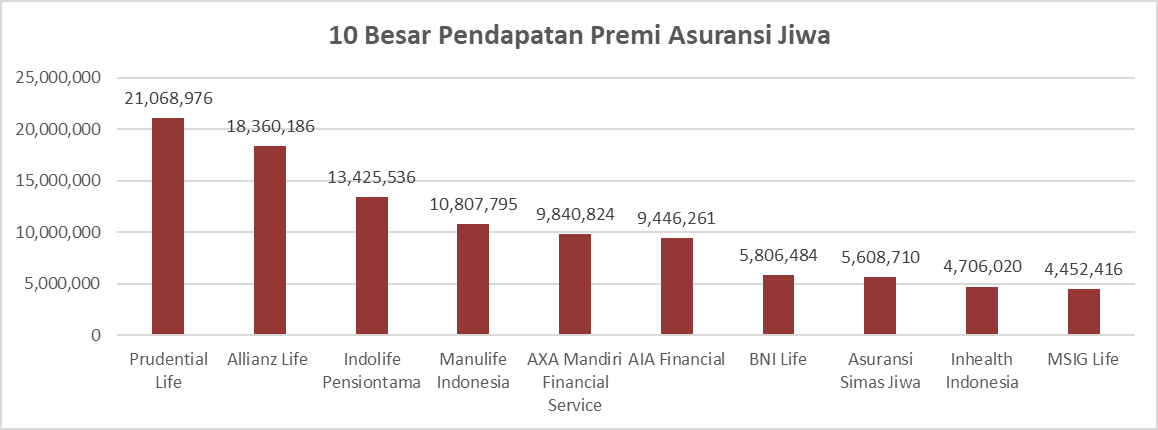 10 Besar Pendapatan Premi Asuransi Jiwa
25,000,000
20,000,000
15,000,000
10,000,000
5,000,000
0
21,068,976
18,360,186
13,425,536
10,807,795
9,840,824
9,446,261
5,806,484
5,608,710
4,706,020
4,452,416
Prudential
Life
Allianz Life
Indolife
Pensiontama
Manulife
Indonesia
AXA Mandiri
Financial
Service
AIA Financial
BNI Life
Asuransi
Simas Jiwa
Inhealth
Indonesia
MSIG Life